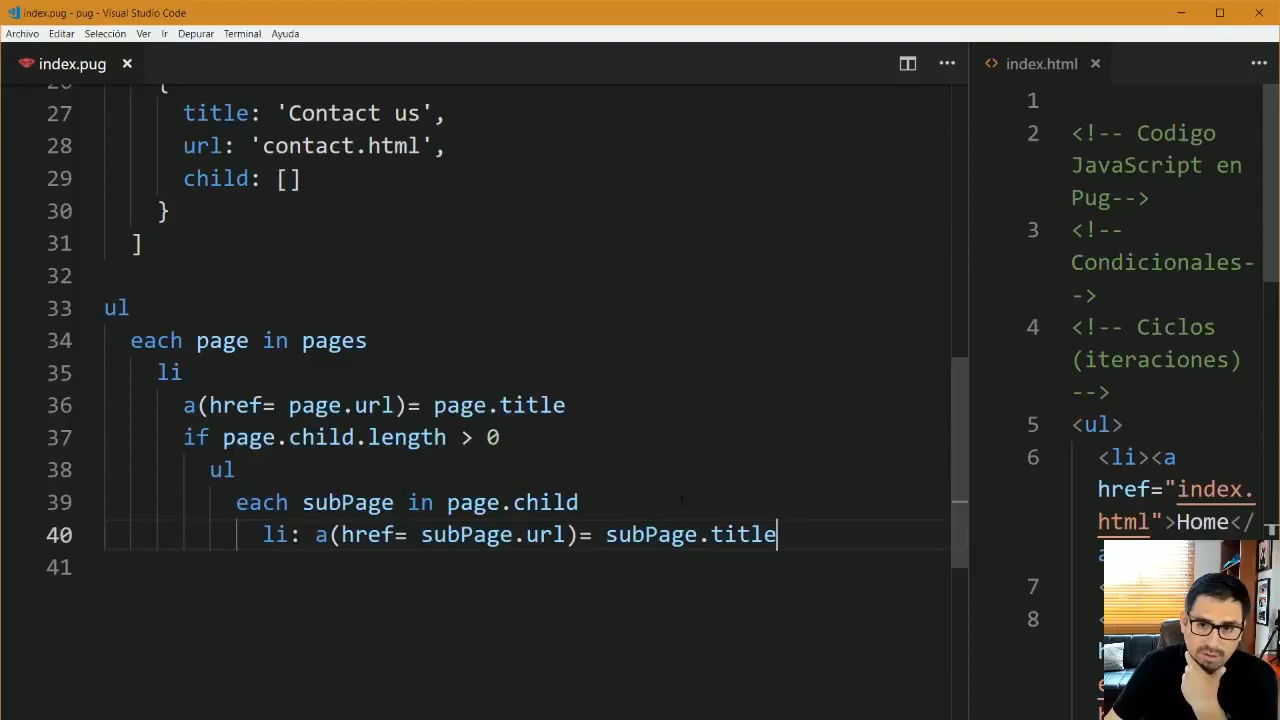 index.pug - pug - Visual Studio Code
Archivo Editar Selección Ver Ir Depurar Terminal Ayuda
index.pug
27 title: 'Contact us',
28 url: 'contact.html',
29 child: []
30 }
31 ]
32
33 ul
34 each page in pages
35 li
36 a(href= page.url)= page.title
37 if page.child.length > 0
38 ul
39 each subPage in page.child
40 li: a(href= subPage.url)= subPage.title
41
index.html
1
2 <!-- Codigo
JavaScript en
Pug-->
3 <!--
Condicionales-
->
4 <!-- Ciclos
(iteraciones)
-->
5 <ul>
6 <li><a
href="index.
html">Home</
7
8